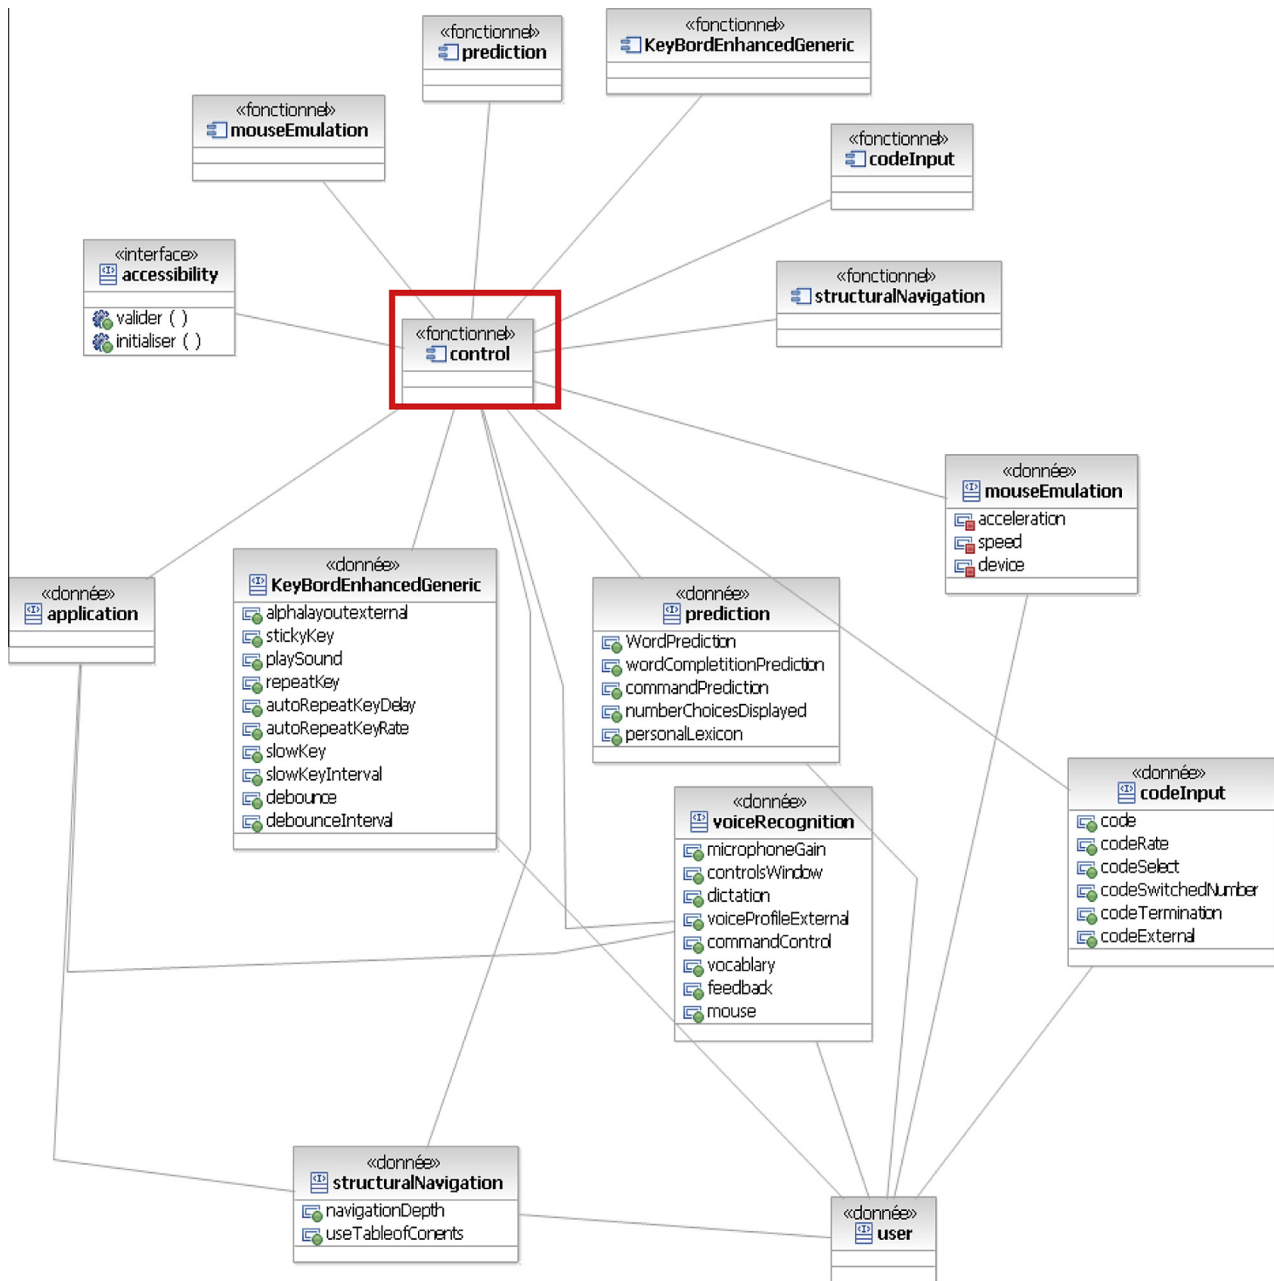 «fonctionnel»
prediction
«fonctionnel»
KeyBordEnhancedGeneric
«fonctionnel»
mouseEmulation
«fonctionnel»
codeInput
«interface»
accessibility
valider ( )
initialiser ( )
«fonctionnel»
structuralNavigation
«fonctionnel»
control
«donnée»
mouseEmulation
acceleration
speed
device
«donnée»
application
«donnée»
KeyBordEnhancedGeneric
alphalayoutexternal
stickyKey
playSound
repeatKey
autoRepeatKeyDelay
autoRepeatKeyRate
slowKey
slowKeyInterval
debounce
debounceInterval
«donnée»
prediction
WordPrediction
wordCompletitionPrediction
commandPrediction
numberChoicesDisplayed
personalLexicon
«donnée»
voiceRecognition
microphoneGain
controlsWindow
dictation
voiceProfileExternal
commandControl
vocablary
feedback
mouse
«donnée»
codeInput
code
codeRate
codeSelect
codeSwitchedNumber
codeTermination
codeExternal
«donnée»
structuralNavigation
navigationDepth
useTableofConents
«donnée»
user